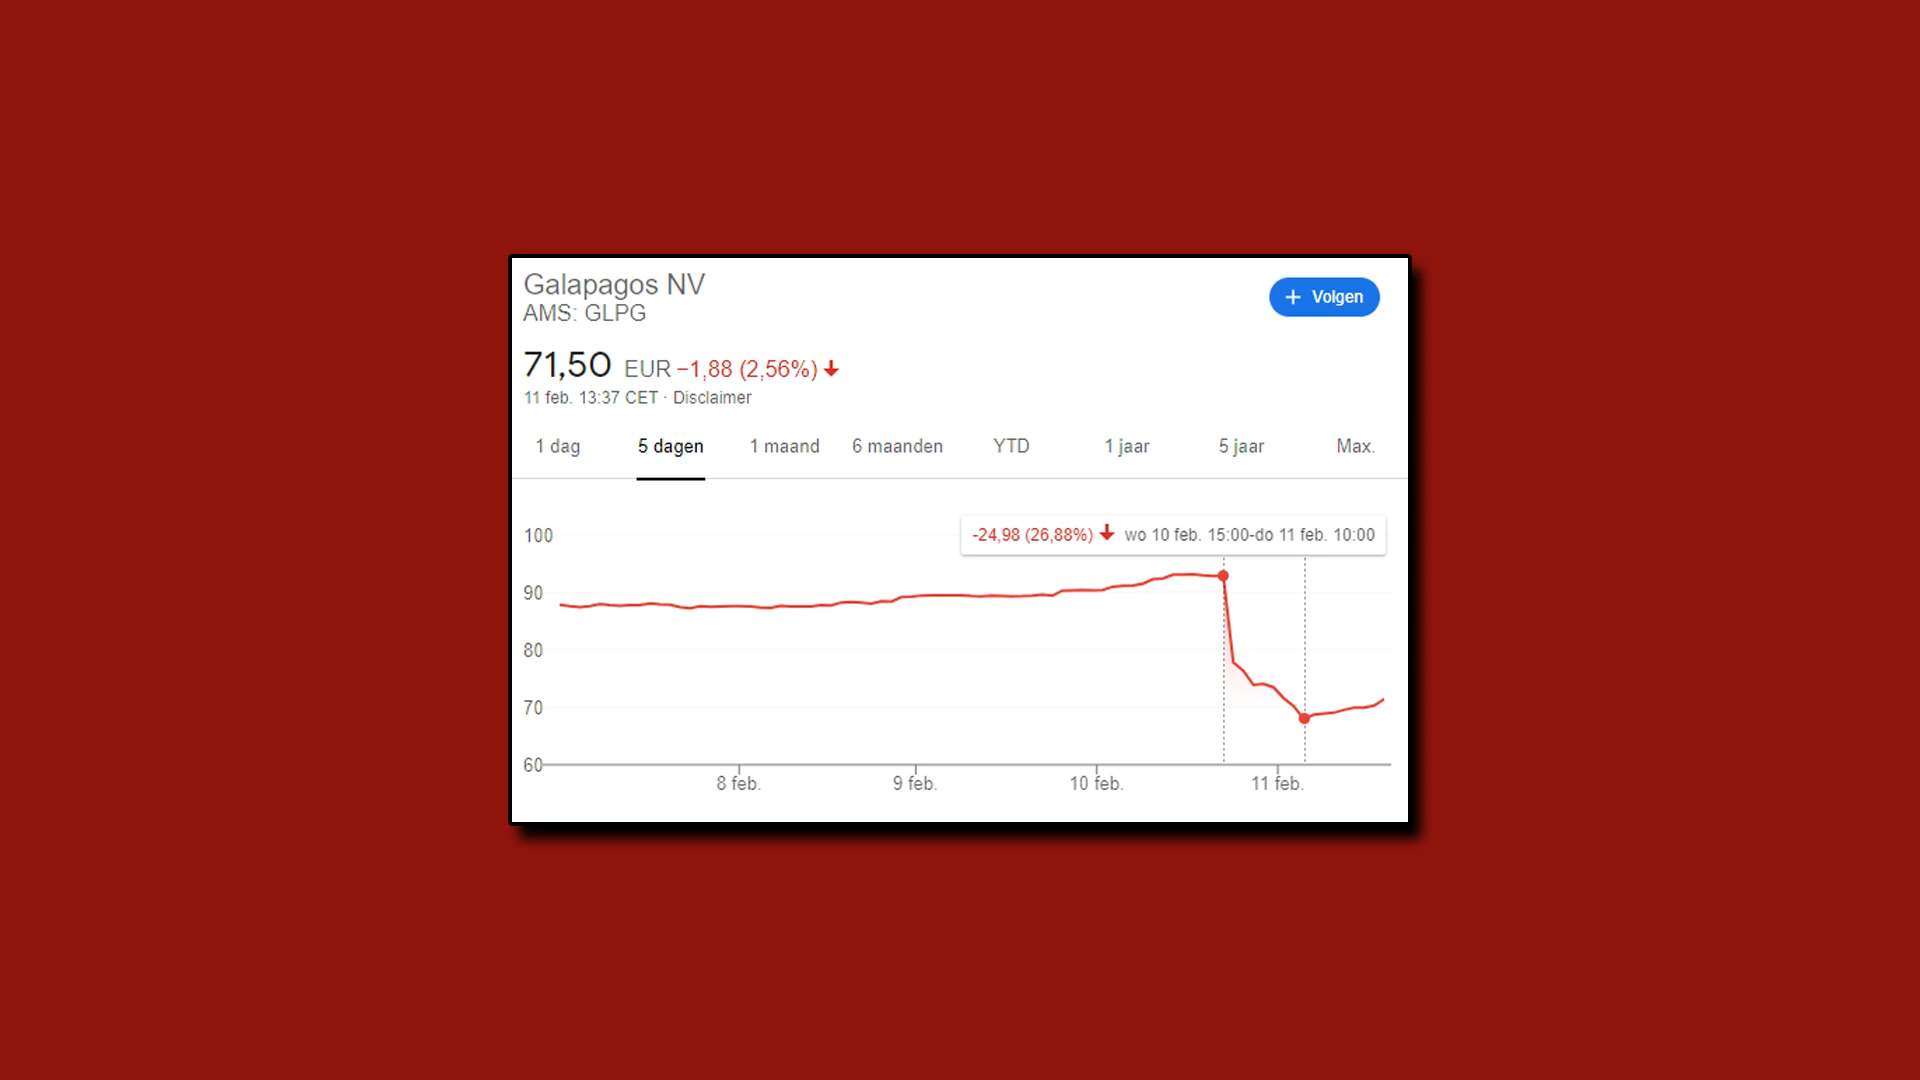 Galapagos NV
AMS: GLPG
+ Volgen
71,50 EUR −1,88 (2,56%)
11 feb. 13:37 CET · Disclaimer
1 dag 5 dagen 1 maand 6 maanden YTD 1 jaar 5 jaar Max.
-24,98 (26,88%) wo 10 feb. 15:00-do 11 feb. 10:00
100
90
80
70
60
8 feb. 9 feb. 10 feb. 11 feb.